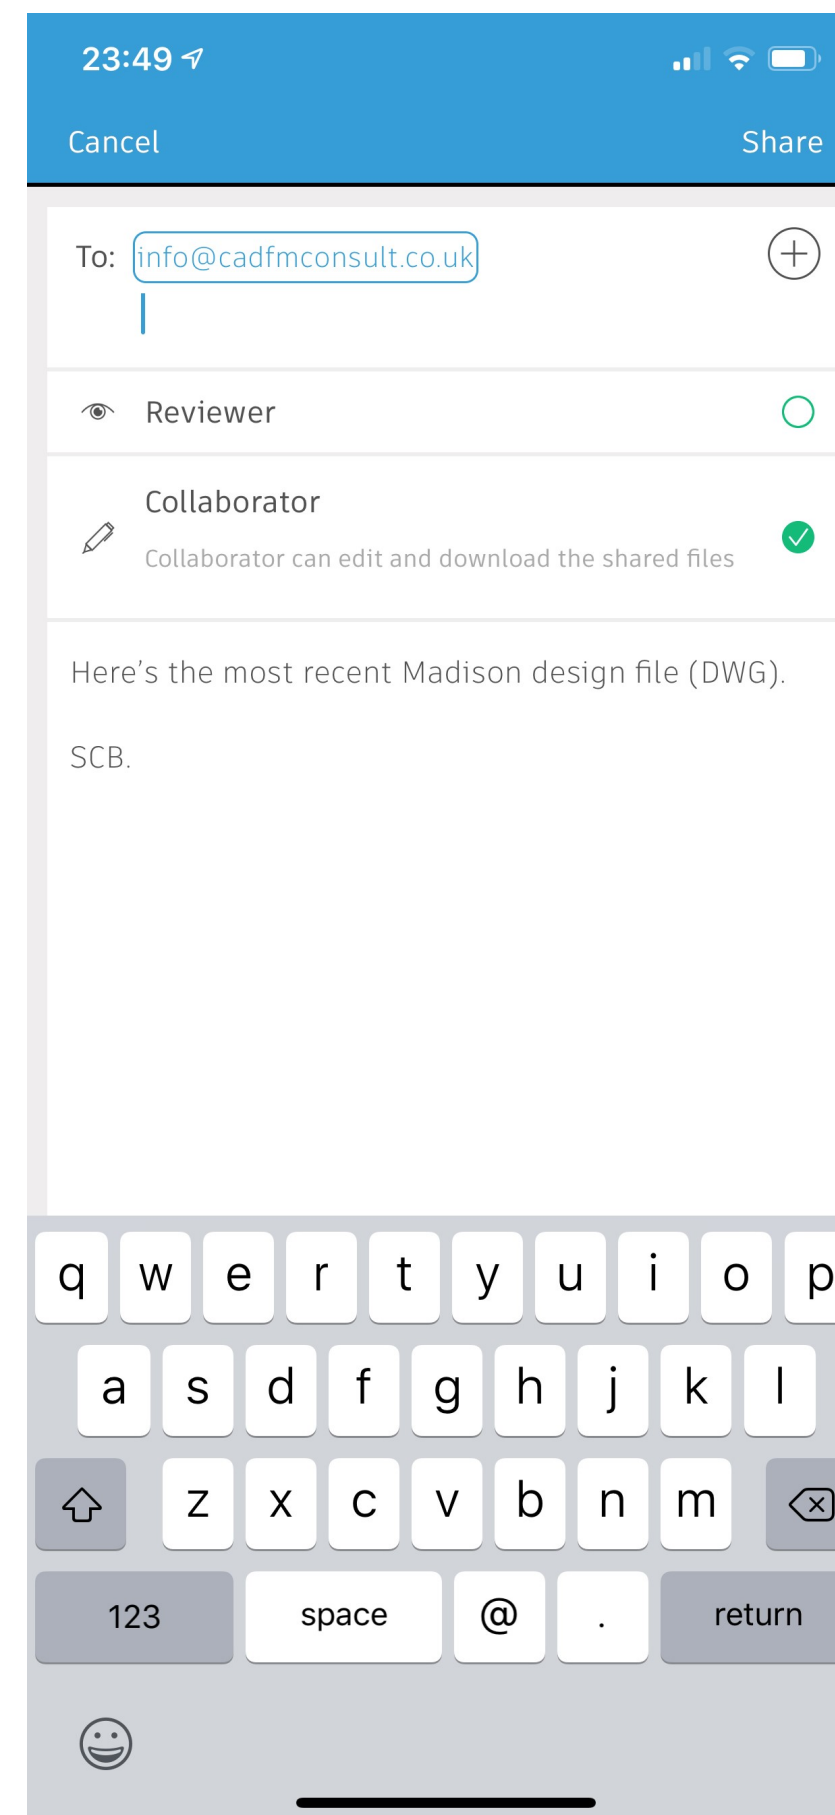 23:49
Cancel Share
To: info@cadfmconsult.co.uk
Reviewer
Collaborator
Collaborator can edit and download the shared files
Here's the most recent Madison design file (DWG).
SCB.
q w e r t y u i o p
a s d f g h j k l
z x c v b n m
123 space @ . return